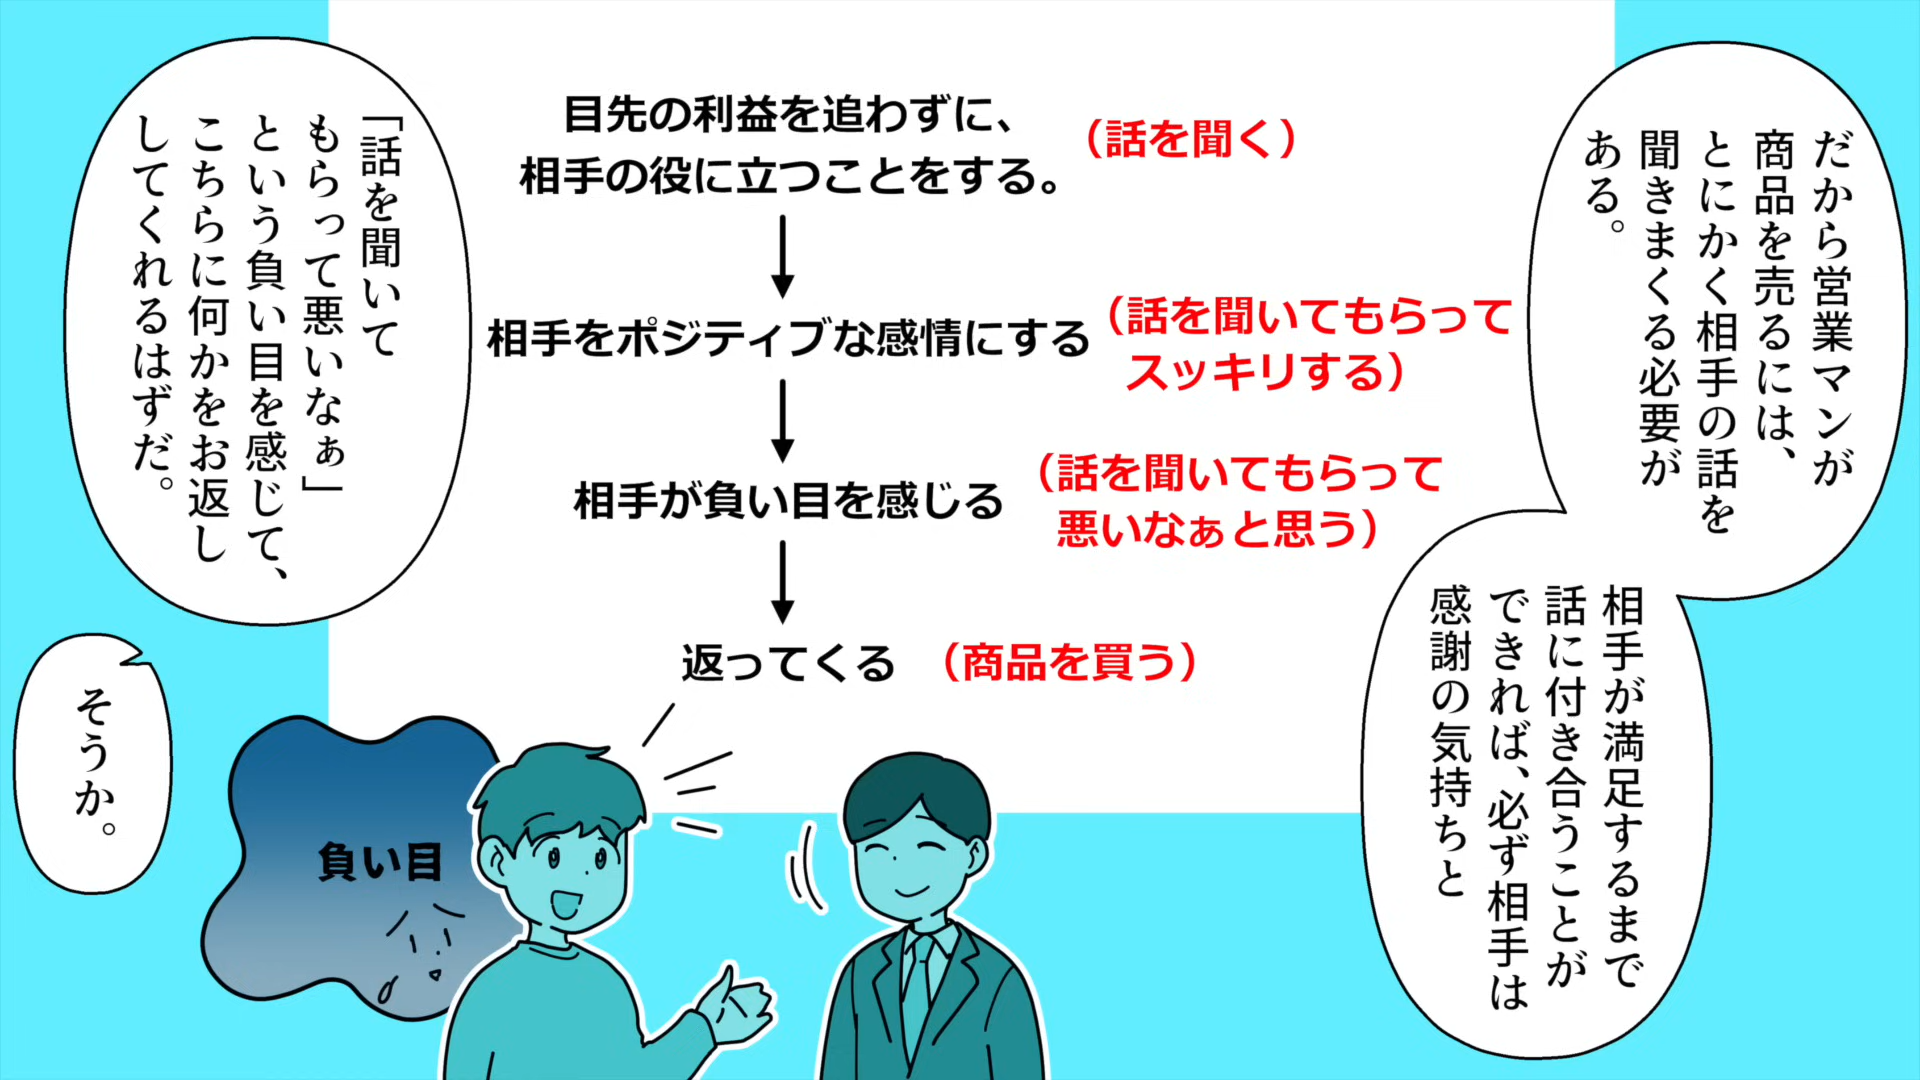 だから営業マンが
商品を売るには、
とにかく相手の話を
聞きまくる必要が
ある。
相手が満足するまで
話に付き合うことが
できれば、必ず相手は
感謝の気持ちと
目先の利益を追わずに、
相手の役に立つことをする。
（話を聞く）
相手をポジティブな感情にする
（話を聞いてもらって
スッキリする）
相手が負い目を感じる
（話を聞いてもらって
悪いなぁと思う）
返ってくる
（商品を買う）
「話を聞いて
もらって悪いなぁ」
という負い目を感じて、
こちらに何かをお返し
してくれるはずだ。
そうか。
負い目